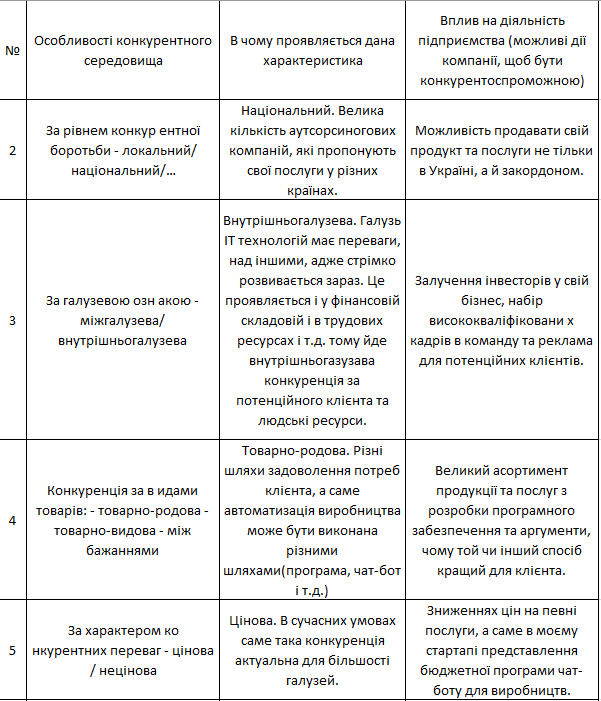 №
Особливості конкурентного
середовища
В чому проявляється дана
характеристика
Вплив на діяльність
підприємства (можливі дії
компанії, щоб бути
конкурентоспроможною)
2
За рівнем конкур ентної
боротьби - локальний/
національний/...
Національний. Велика
кількість аутсорсиногових
компаній, які пропонують
свої послуги у різних
країнах.
Можливість продавати свій
продукт та послуги не тільки
в Україні, а й закордоном.
3
За галузевою озн акою -
міжгалузева/
внутрішньогалузева
Внутрішньогалузева. Галузь
ІТ технологій має переваги,
над іншими, адже стрімко
розвивається зараз. Це
проявляється і у фінансовій
складовій і в трудових
ресурсах і т.д. тому йде
внутрішньогазузава
конкуренція за
потенційного клієнта та
людські ресурси.
Залучення інвесторів у свій
бізнес, набір
висококваліфіковани х
кадрів в команду та реклама
для потенційних клієнтів.
4
Конкуренція за в идами
товарів: - товарно-родова -
товарно-видова - між
бажаннями
Товарно-родова. Різні
шляхи задоволення потреб
клієнта, а саме
автоматизація виробництва
може бути виконана
різними
шляхами(програма, чат-бот
і т.д.)
Великий асортимент
продукції та послуг з
розробки програмного
забезпечення та аргументи,
чому той чи інший спосіб
кращий для клієнта.
5
За характером ко
нкурентних переваг - цінова
/ нецінова
Цінова. В сучасних умовах
саме така конкуренція
актуальна для більшості
галузей.
Зниженнях цін на певні
послуги, а саме в моєму
стартапі представлення
бюджетної програми чат-
боту для виробництв.